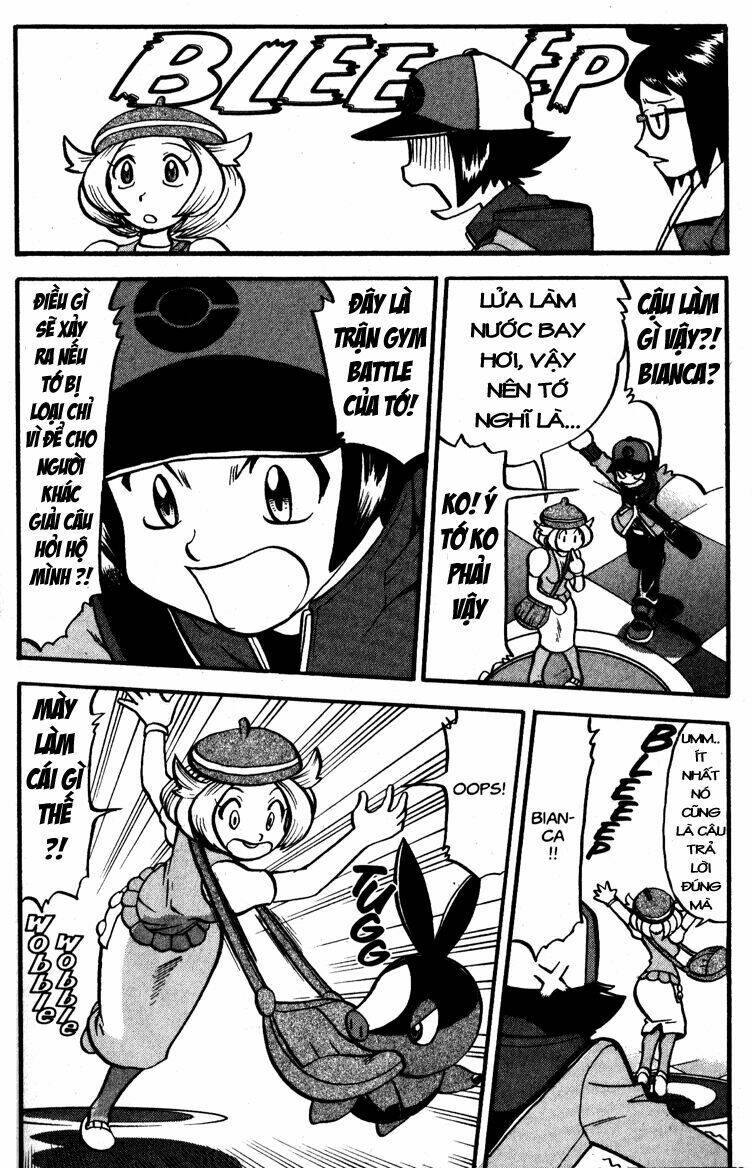 BLEEEEP
CẬU LÀM
GÌ VẬY?!
BIANCA?
LỬA LÀM
NƯỚC BAY
HƠI, VẬY
NÊN TỚ
NGHĨ LÀ...
KO! Ý
TỚ KO
PHẢI
VẬY
ĐÂY LÀ
TRẬN GYM
BATTLE
CỦA TỚ!
ĐIỀU GÌ
SẼ XẢY
RA NẾU
TỚ BỊ
LOẠI CHỈ
VÌ ĐỂ CHO
NGƯỜI
KHÁC
GIẢI CÂU
HỎI HỘ
MÌNH ?!
UMM..
ÍT
NHẤT
NÓ
CŨNG
LÀ CÂU
TRẢ
LỜI
ĐÚNG
MÀ
BLEEEEP
BIAN-
CA
!!
OOPS!
TUGG
MÀY
LÀM
CÁI GÌ
THẾ
?!
WOBBLE
WOBBLE